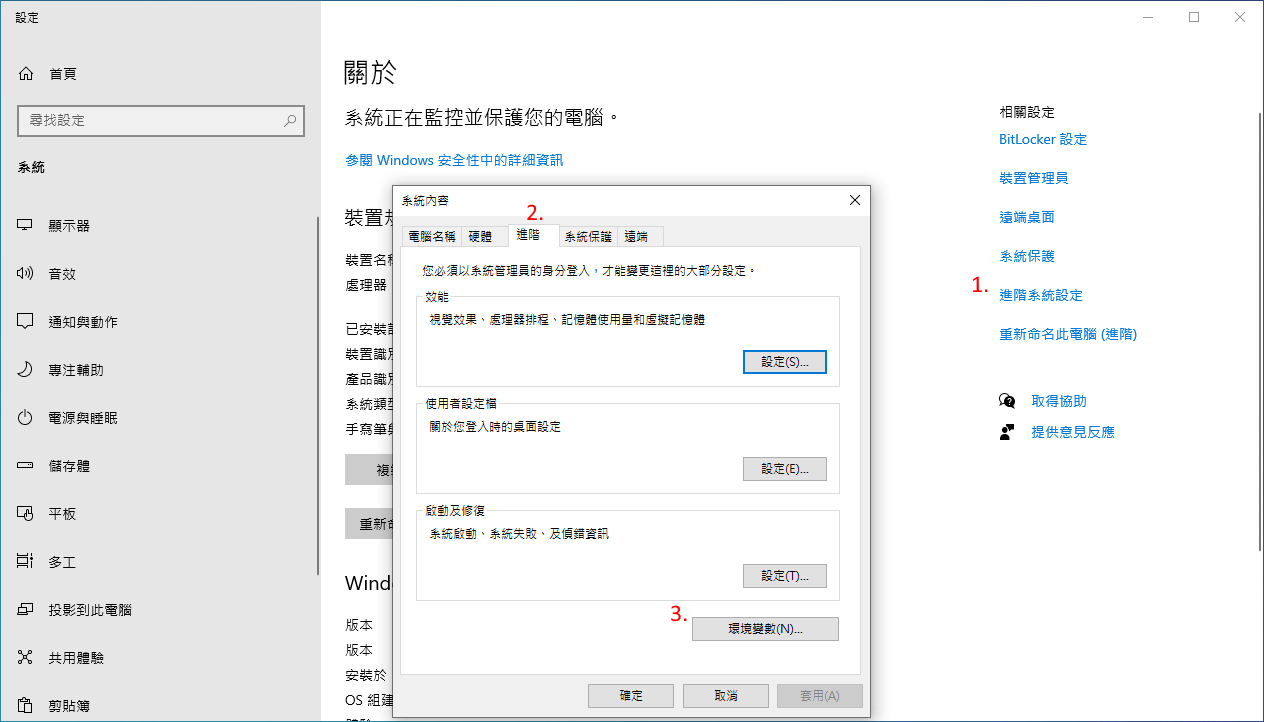 設定
首頁
尋找設定
系統
顯示器
音效
通知與動作
專注輔助
電源與睡眠
儲存體
平板
多工
投影到此電腦
共用體驗
剪貼簿
關於
系統正在監控並保護您的電腦。
參閱 Windows 安全性中的詳細資訊
裝置規
裝置名稱
處理器
已安裝
裝置識別
產品識別
系統類型
手寫筆與
複製
重新命
Windo
版本
版本
安裝於
OS 組建
體驗
系統內容
2.
電腦名稱
硬體
進階
系統保護
遠端
您必須以系統管理員的身分登入，才能變更這裡的大部分設定。
效能
視覺效果、處理器排程、記憶體使用量和虛擬記憶體
設定(S)...
使用者設定檔
關於您登入時的桌面設定
設定(E)...
啟動及修復
系統啟動、系統失敗、及偵錯資訊
設定(T)...
3.
環境變數(N)...
確定
取消
套用(A)
相關設定
BitLocker 設定
裝置管理員
遠端桌面
系統保護
1.
進階系統設定
重新命名此電腦 (進階)
取得協助
提供意見反應